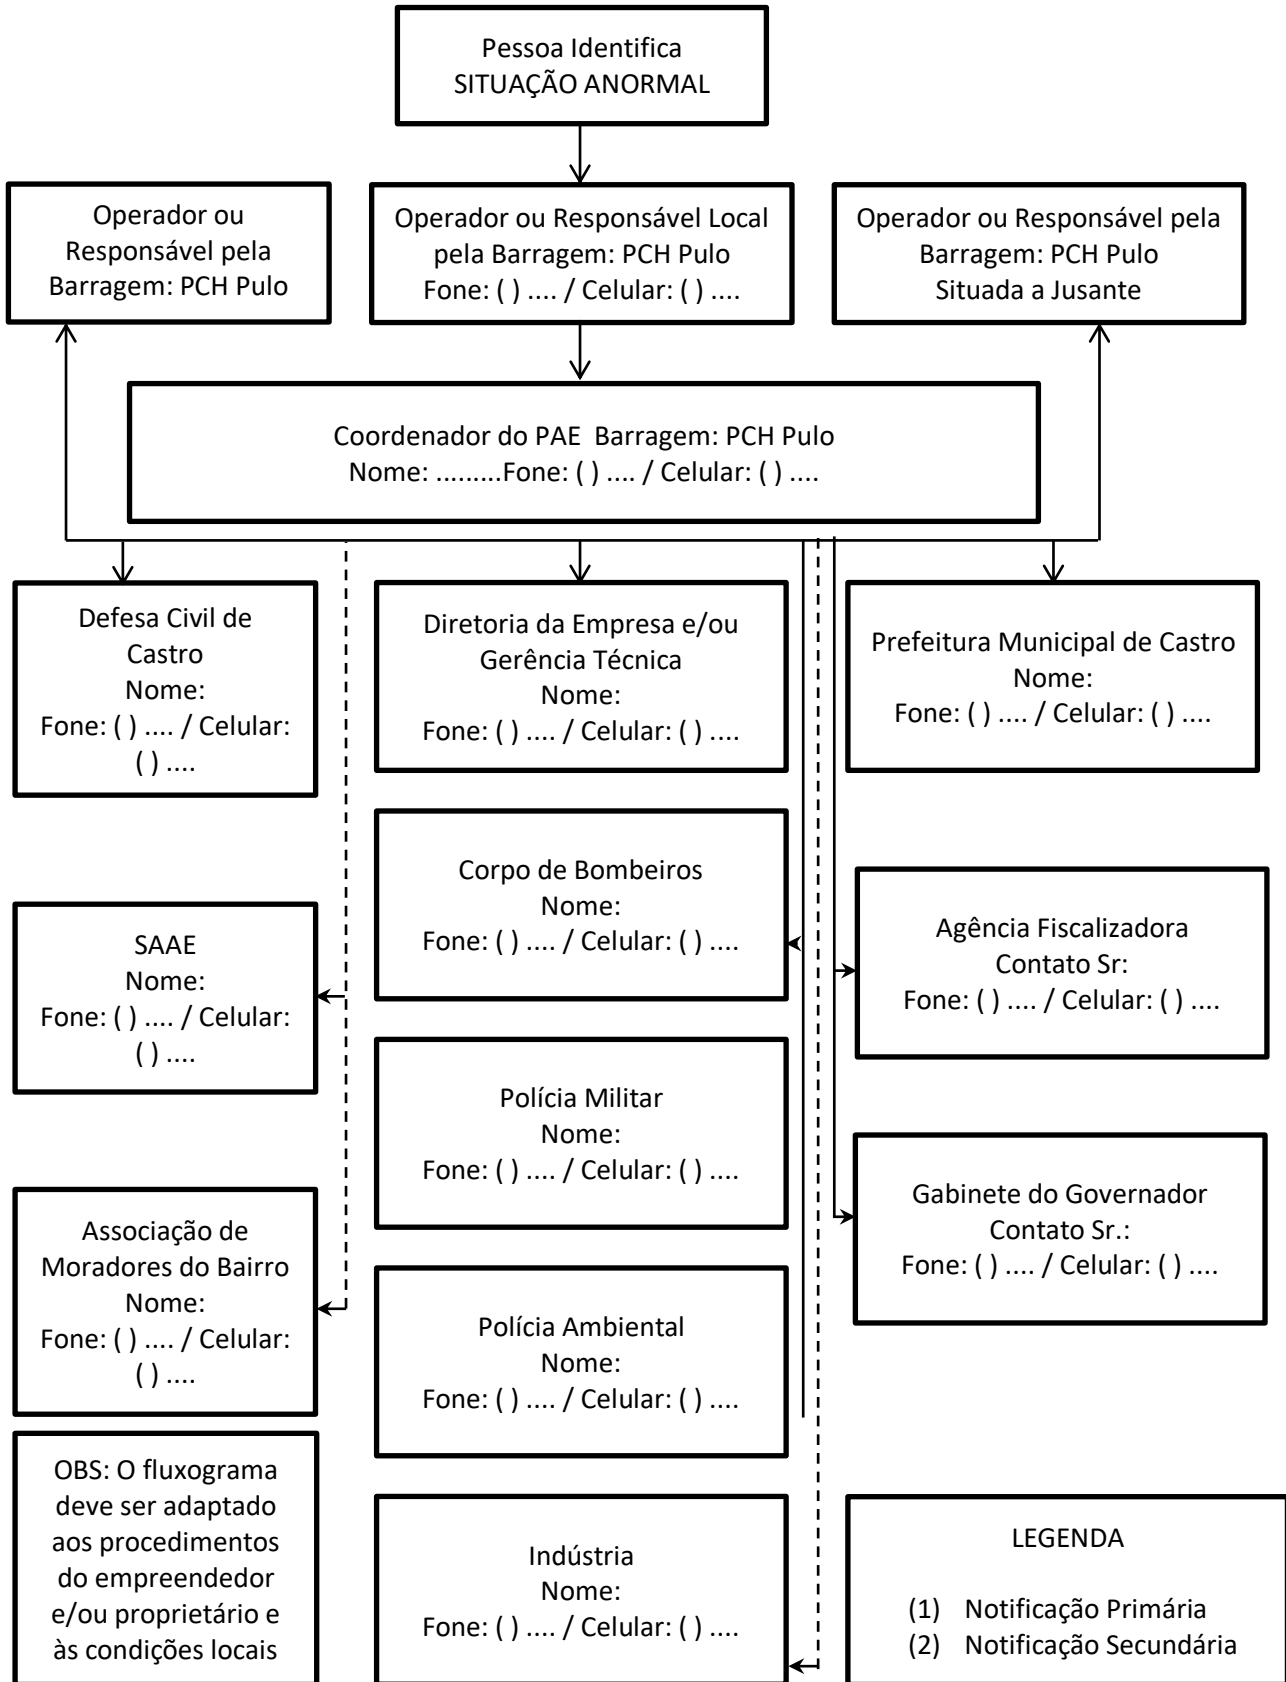 Pessoa Identifica
SITUAÇÃO ANORMAL
Operador ou
Responsável pela
Barragem: PCH Pulo
Operador ou Responsável Local
pela Barragem: PCH Pulo
Fone: ( ) .... / Celular: ( ) ....
Operador ou Responsável pela
Barragem: PCH Pulo
Situada a Jusante
Coordenador do PAE  Barragem: PCH Pulo
Nome: .........Fone: ( ) .... / Celular: ( ) ....
Defesa Civil de
Castro
Nome:
Fone: ( ) .... / Celular:
( ) ....
Diretoria da Empresa e/ou
Gerência Técnica
Nome:
Fone: ( ) .... / Celular: ( ) ....
Prefeitura Municipal de Castro
Nome:
Fone: ( ) .... / Celular: ( ) ....
Corpo de Bombeiros
Nome:
Fone: ( ) .... / Celular: ( ) ....
SAAE
Nome:
Fone: ( ) .... / Celular:
( ) ....
Agência Fiscalizadora
Contato Sr:
Fone: ( ) .... / Celular: ( ) ....
Polícia Militar
Nome:
Fone: ( ) .... / Celular: ( ) ....
Gabinete do Governador
Contato Sr.:
Fone: ( ) .... / Celular: ( ) ....
Associação de
Moradores do Bairro
Nome:
Fone: ( ) .... / Celular:
( ) ....
Polícia Ambiental
Nome:
Fone: ( ) .... / Celular: ( ) ....
OBS: O fluxograma
deve ser adaptado
aos procedimentos
do empreendedor
e/ou proprietário e
às condições locais
Indústria
Nome:
Fone: ( ) .... / Celular: ( ) ....
LEGENDA
(1) Notificação Primária
(2) Notificação Secundária